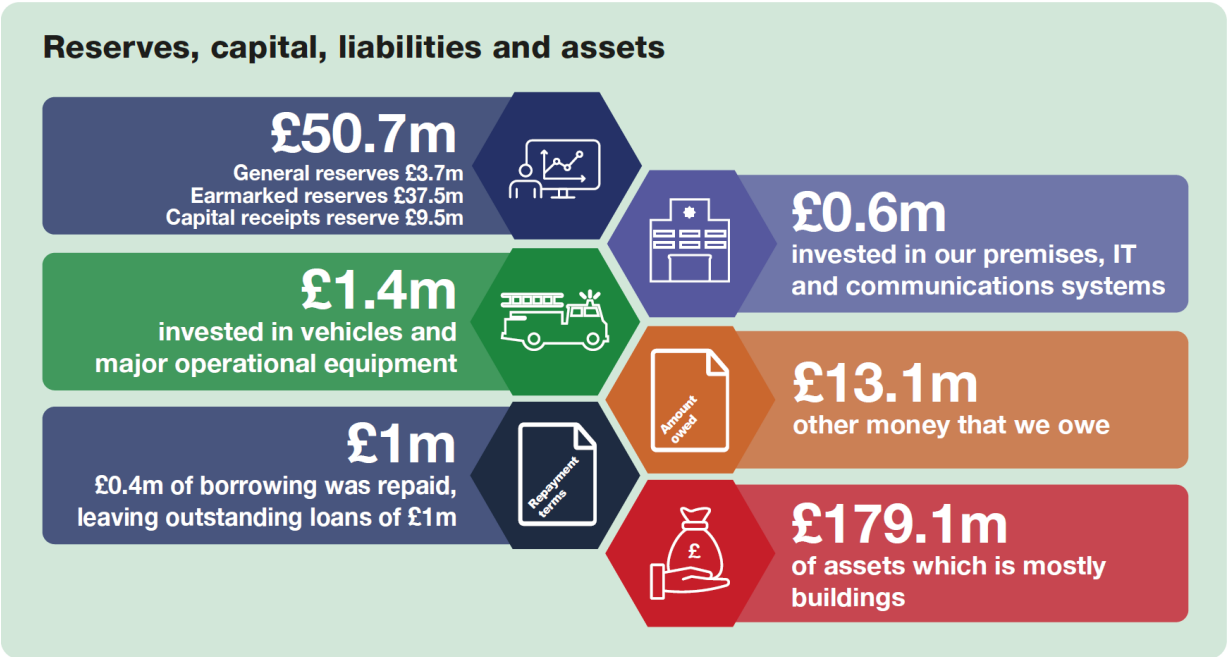 Reserves, capital, liabilities and assets
£50.7m
General reserves £3.7m
Earmarked reserves £37.5m
Capital receipts reserve £9.5m
£0.6m
invested in our premises, IT
and communications systems
£1.4m
invested in vehicles and
major operational equipment
Amount
owed
£13.1m
other money that we owe
£1m
£0.4m of borrowing was repaid,
leaving outstanding loans of £1m
Repayment
terms
£
£179.1m
of assets which is mostly
buildings